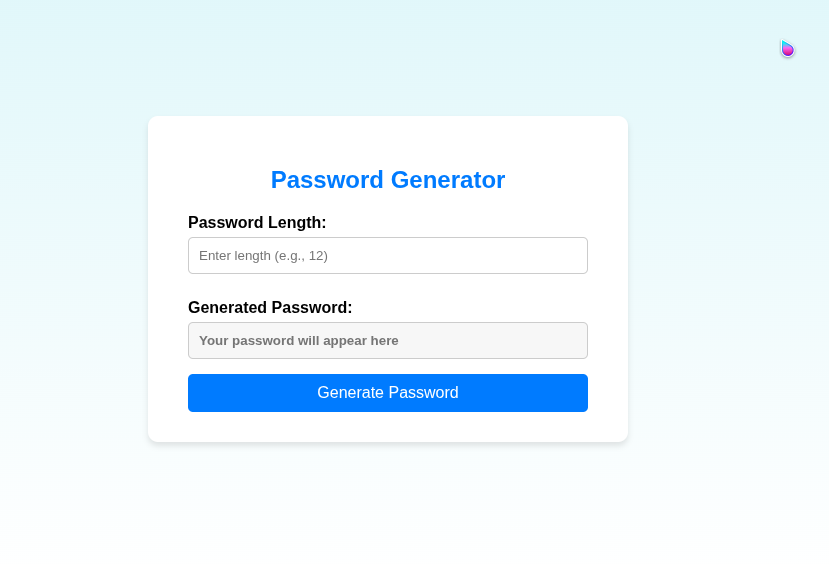 Password Generator
Password Length:
Enter length (e.g., 12)
Generated Password:
Your password will appear here
Generate Password